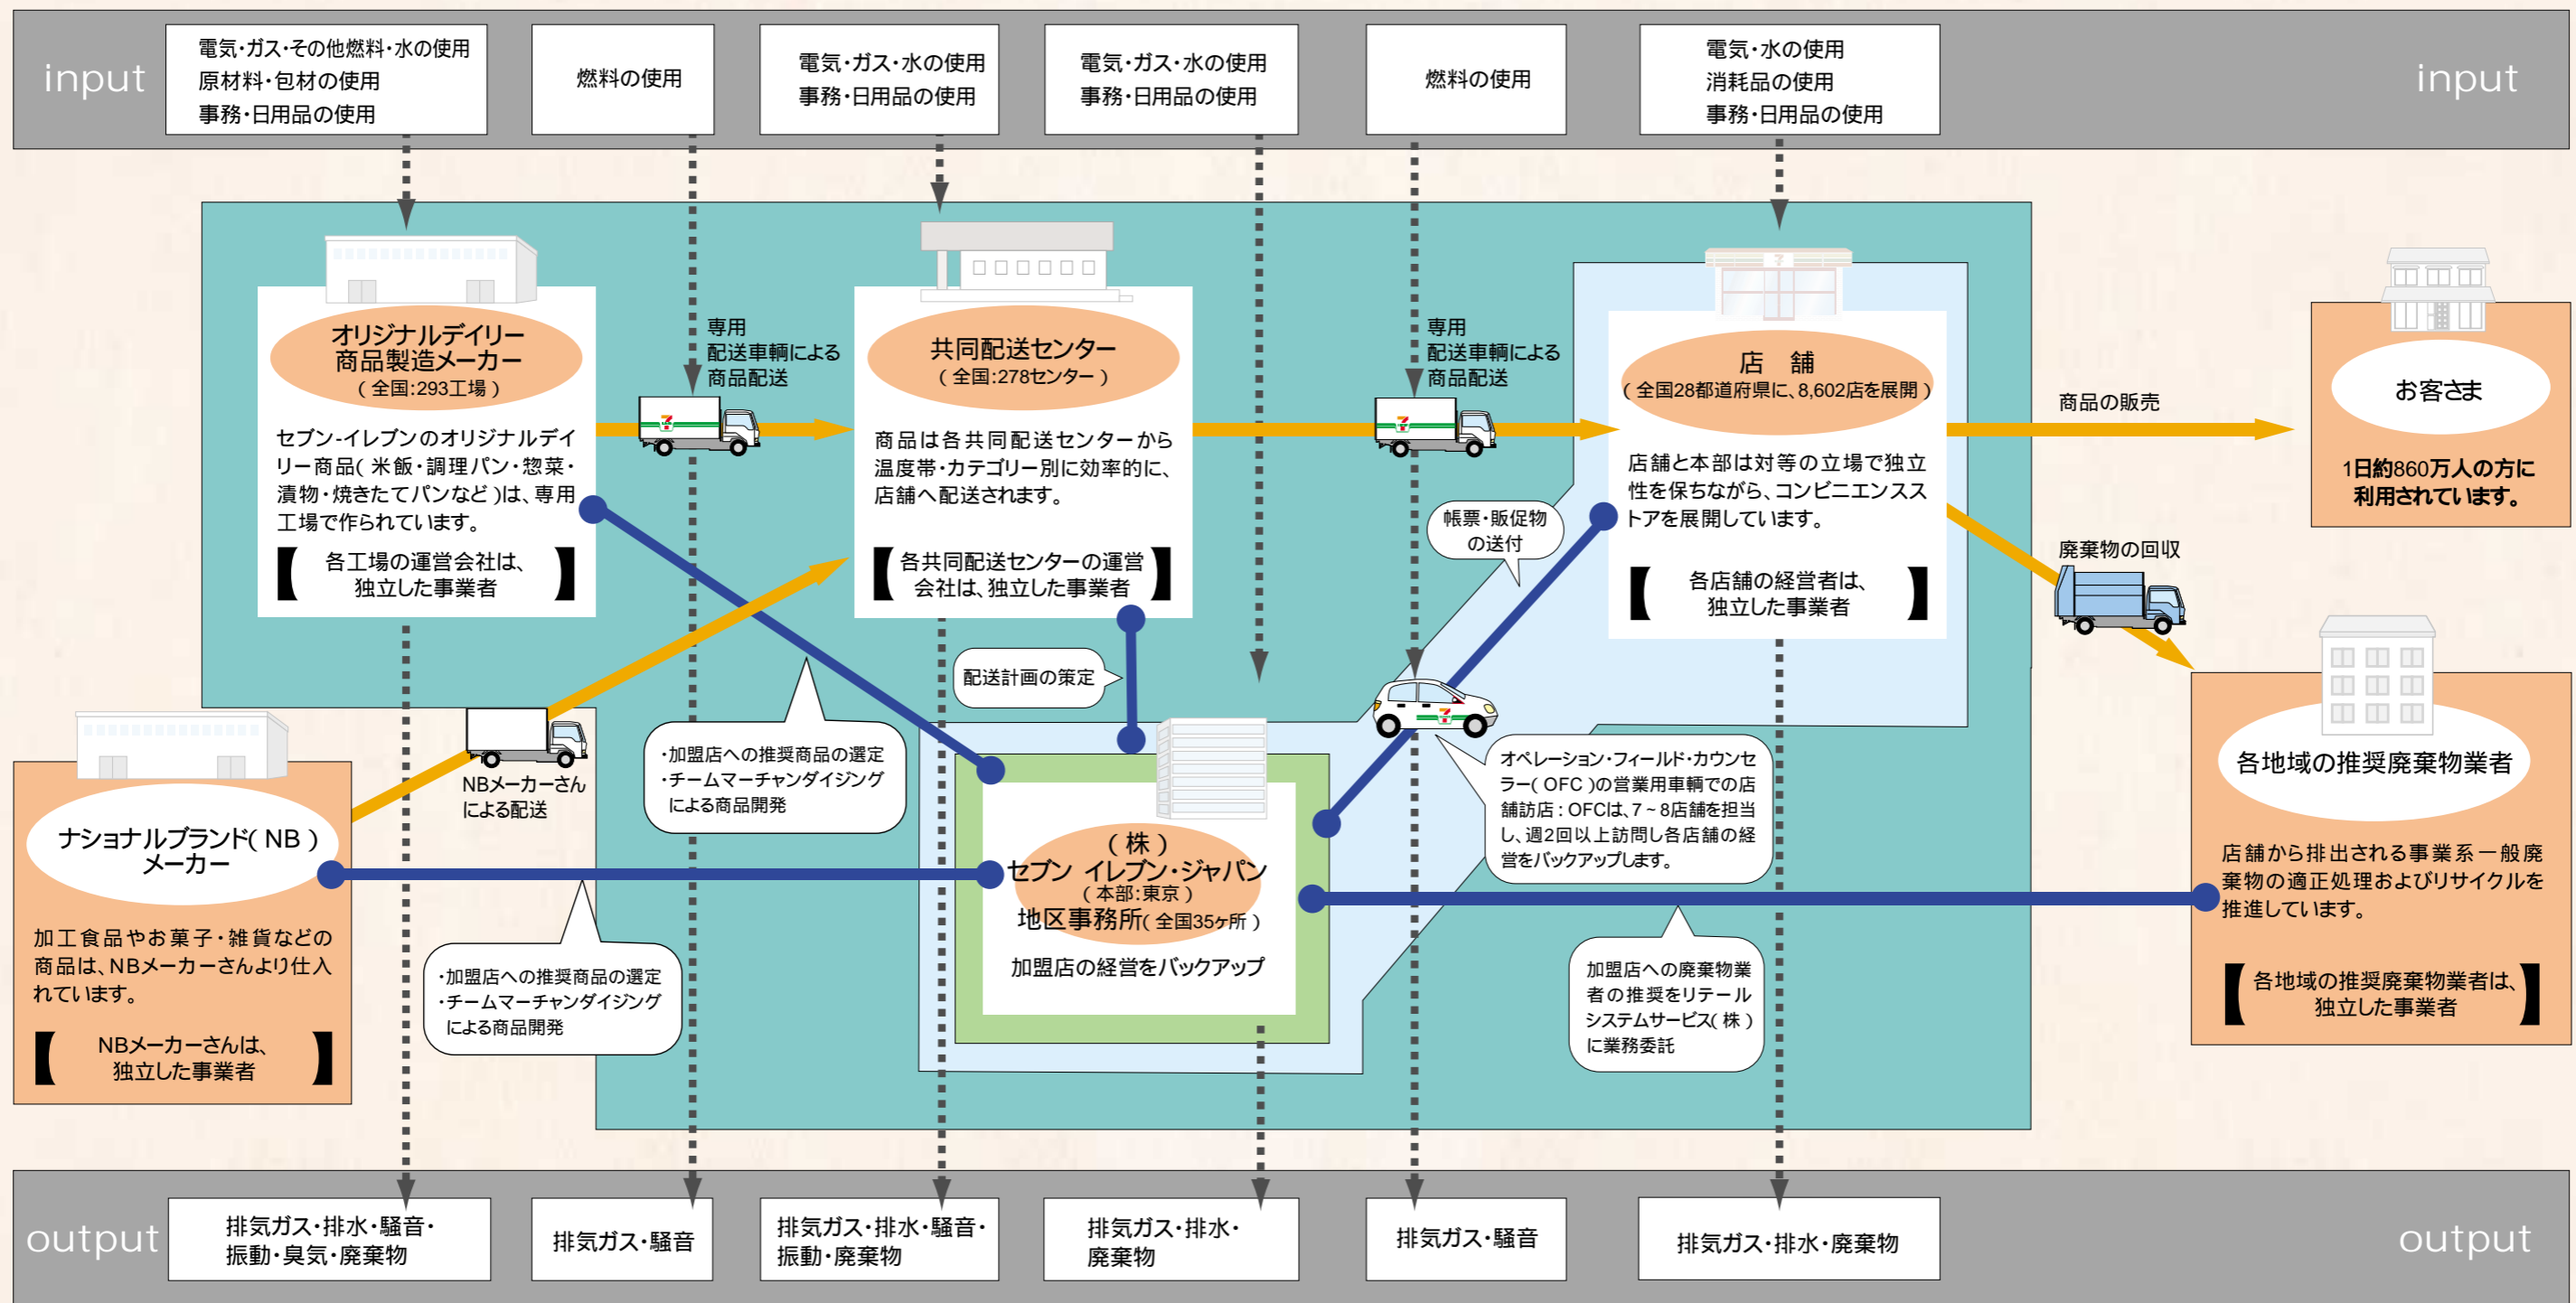 input
電気・ガス・その他燃料・水の使用
原材料・包材の使用
事務・日用品の使用
燃料の使用
電気・ガス・水の使用
事務・日用品の使用
電気・ガス・水の使用
事務・日用品の使用
燃料の使用
電気・水の使用
消耗品の使用
事務・日用品の使用
input
オリジナルデイリー
商品製造メーカー
(全国:293工場)
セブン-イレブンのオリジナルデイ
リー商品(米飯・調理パン・惣菜・
漬物・焼きたてパンなど)は、専用
工場で作られています。
【各工場の運営会社は、
独立した事業者】
専用
配送車輌による
商品配送
共同配送センター
(全国:278センター)
商品は各共同配送センターから
温度帯・カテゴリー別に効率的に、
店舗へ配送されます。
【各共同配送センターの運営
会社は、独立した事業者】
専用
配送車輌による
商品配送
店 舗
(全国28都道府県に、8,602店を展開)
店舗と本部は対等の立場で独立
性を保ちながら、コンビニエンスス
トアを展開しています。
【各店舗の経営者は、
独立した事業者】
商品の販売
お客さま
1日約860万人の方に
利用されています。
帳票・販促物
の送付
廃棄物の回収
配送計画の策定
NBメーカーさん
による配送
・加盟店への推奨商品の選定
・チームマーチャンダイジング
による商品開発
ナショナルブランド(NB)
メーカー
加工食品やお菓子・雑貨などの
商品は、NBメーカーさんより仕入
れています。
【NBメーカーさんは、
独立した事業者】
・加盟店への推奨商品の選定
・チームマーチャンダイジング
による商品開発
(株)
セブン イレブン・ジャパン
(本部:東京)
地区事務所(全国35ヶ所)
加盟店の経営をバックアップ
オペレーション・フィールド・カウンセ
ラー(OFC)の営業用車輌での店
舗訪店:OFCは、7~8店舗を担当
し、週2回以上訪問し各店舗の経
営をバックアップします。
加盟店への廃棄物業
者の推奨をリテール
システムサービス(株)
に業務委託
各地域の推奨廃棄物業者
店舗から排出される事業系一般廃
棄物の適正処理およびリサイクルを
推進しています。
【各地域の推奨廃棄物業者は、
独立した事業者】
output
排気ガス・排水・騒音・
振動・臭気・廃棄物
排気ガス・騒音
排気ガス・排水・騒音・
振動・廃棄物
排気ガス・排水・
廃棄物
排気ガス・騒音
排気ガス・排水・廃棄物
output